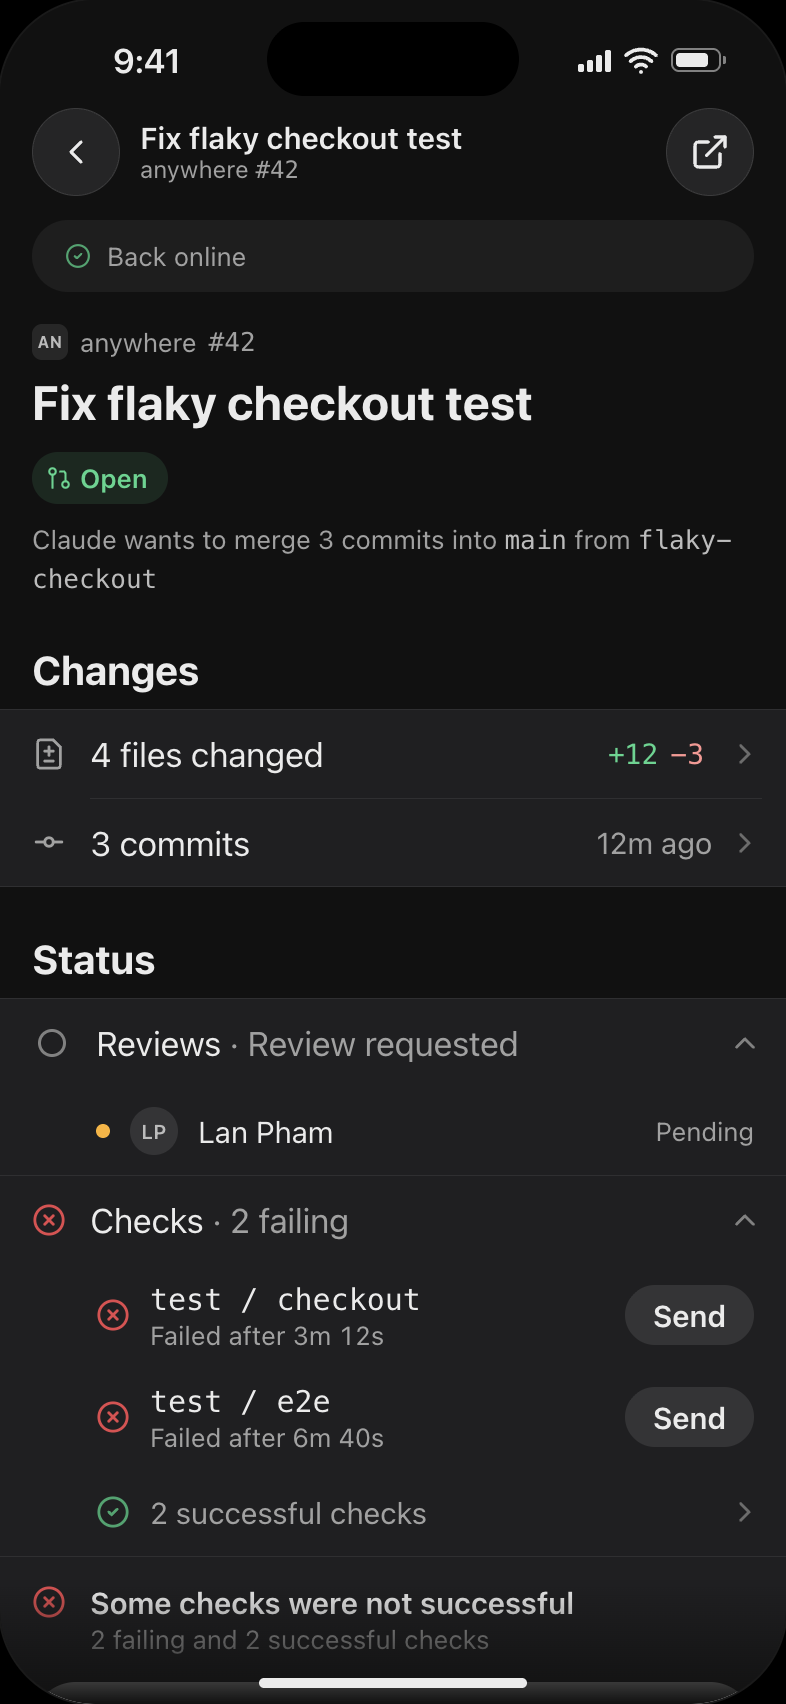 9:41
Fix flaky checkout test
anywhere #42
Back online
AN anywhere #42
Fix flaky checkout test
Open
Claude wants to merge 3 commits into main from flaky-
checkout
Changes
4 files changed +12 −3
3 commits 12m ago
Status
Reviews · Review requested
LP Lan Pham Pending
Checks · 2 failing
test / checkout
Failed after 3m 12s
Send
test / e2e
Failed after 6m 40s
Send
2 successful checks
Some checks were not successful
2 failing and 2 successful checks